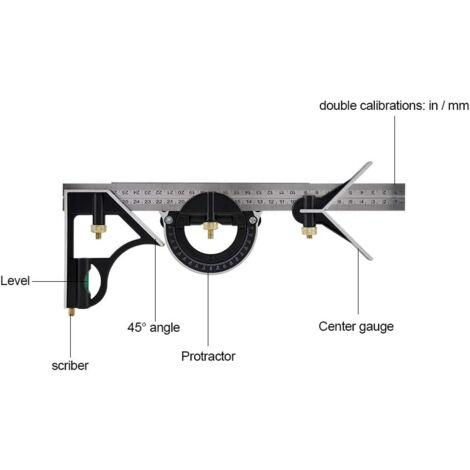 double calibrations: in / mm
Level
45° angle
Center gauge
Protractor
scriber